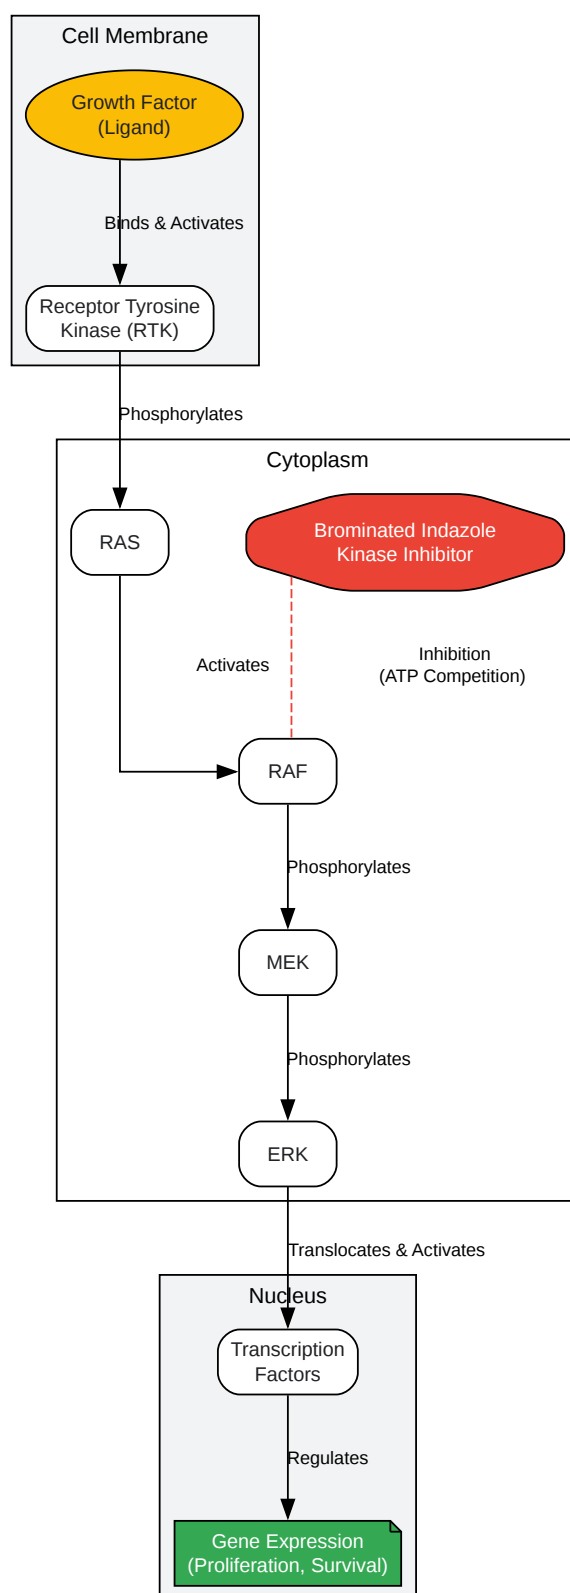 Cell Membrane
Growth Factor
(Ligand)
Binds & Activates
Receptor Tyrosine
Kinase (RTK)
Phosphorylates
Cytoplasm
RAS
Brominated Indazole
Kinase Inhibitor
Activates
Inhibition
(ATP Competition)
RAF
Phosphorylates
MEK
Phosphorylates
ERK
Translocates & Activates
Nucleus
Transcription
Factors
Regulates
Gene Expression
(Proliferation, Survival)